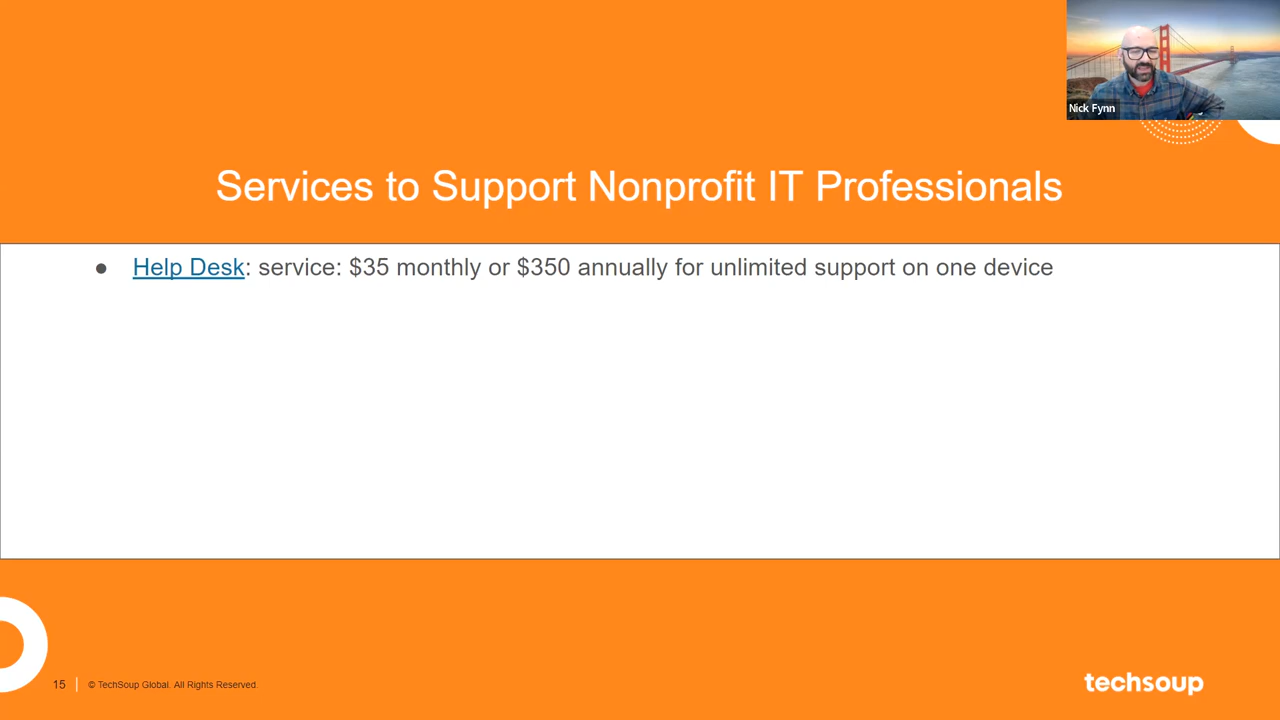 Nick Fynn
Services to Support Nonprofit IT Professionals
● Help Desk: service: $35 monthly or $350 annually for unlimited support on one device
15
© TechSoup Global. All Rights Reserved.
techsoup